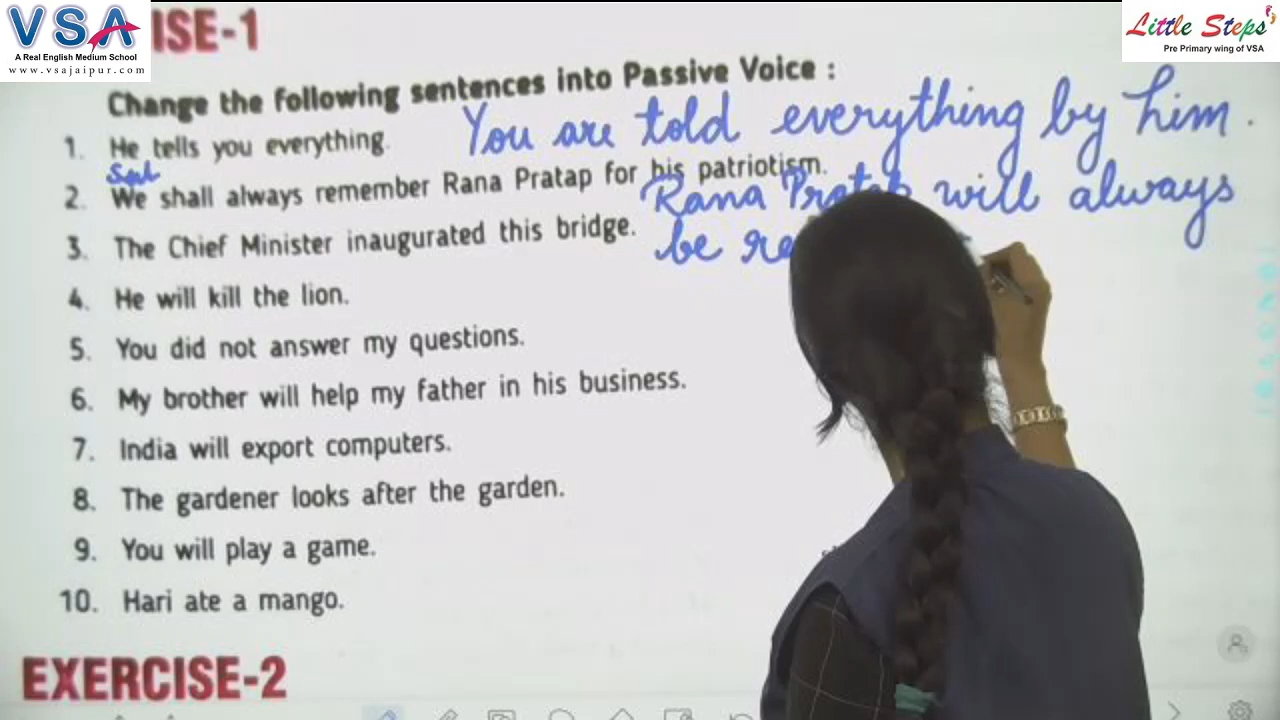 VSA
A Real English Medium School
www.vsajaipur.com
Little Steps
Pre Primary wing of VSA
ISE-1
Change the following sentences into Passive Voice :
1. He tells you everything. You are told everything by him.
Sub
2. We shall always remember Rana Pratap for his patriotism.
Rana will always
be
3. The Chief Minister inaugurated this bridge.
4. He will kill the lion.
5. You did not answer my questions.
6. My brother will help my father in his business.
7. India will export computers.
8. The gardener looks after the garden.
9. You will play a game.
10. Hari ate a mango.
EXERCISE-2